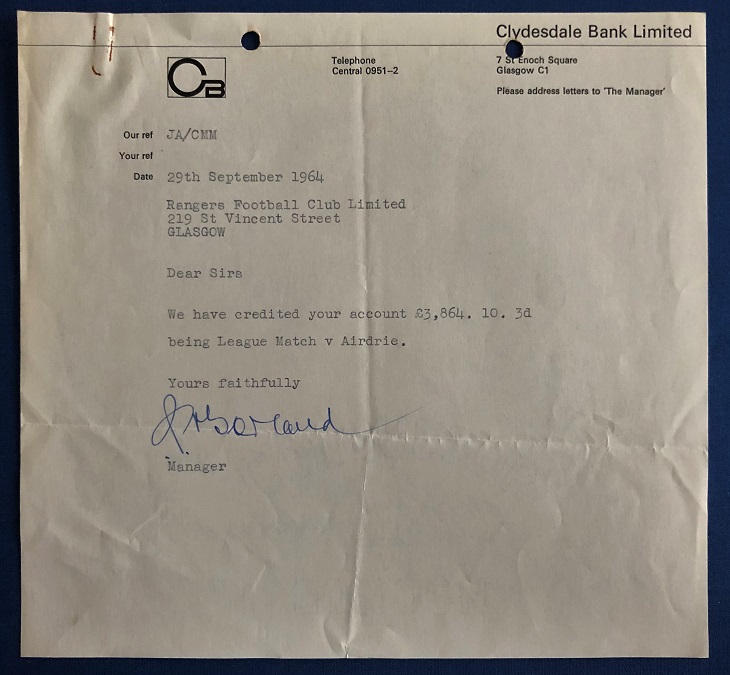 Clydesdale Bank Limited
CB
Telephone
Central 0951-2
7 St Enoch Square
Glasgow C1
Please address letters to 'The Manager'
Our ref JA/CMM
Your ref
Date 29th September 1964
Rangers Football Club Limited
219 St Vincent Street
GLASGOW
Dear Sirs
We have credited your account £3,864. 10. 3d
being League Match v Airdrie.
Yours faithfully
Manager